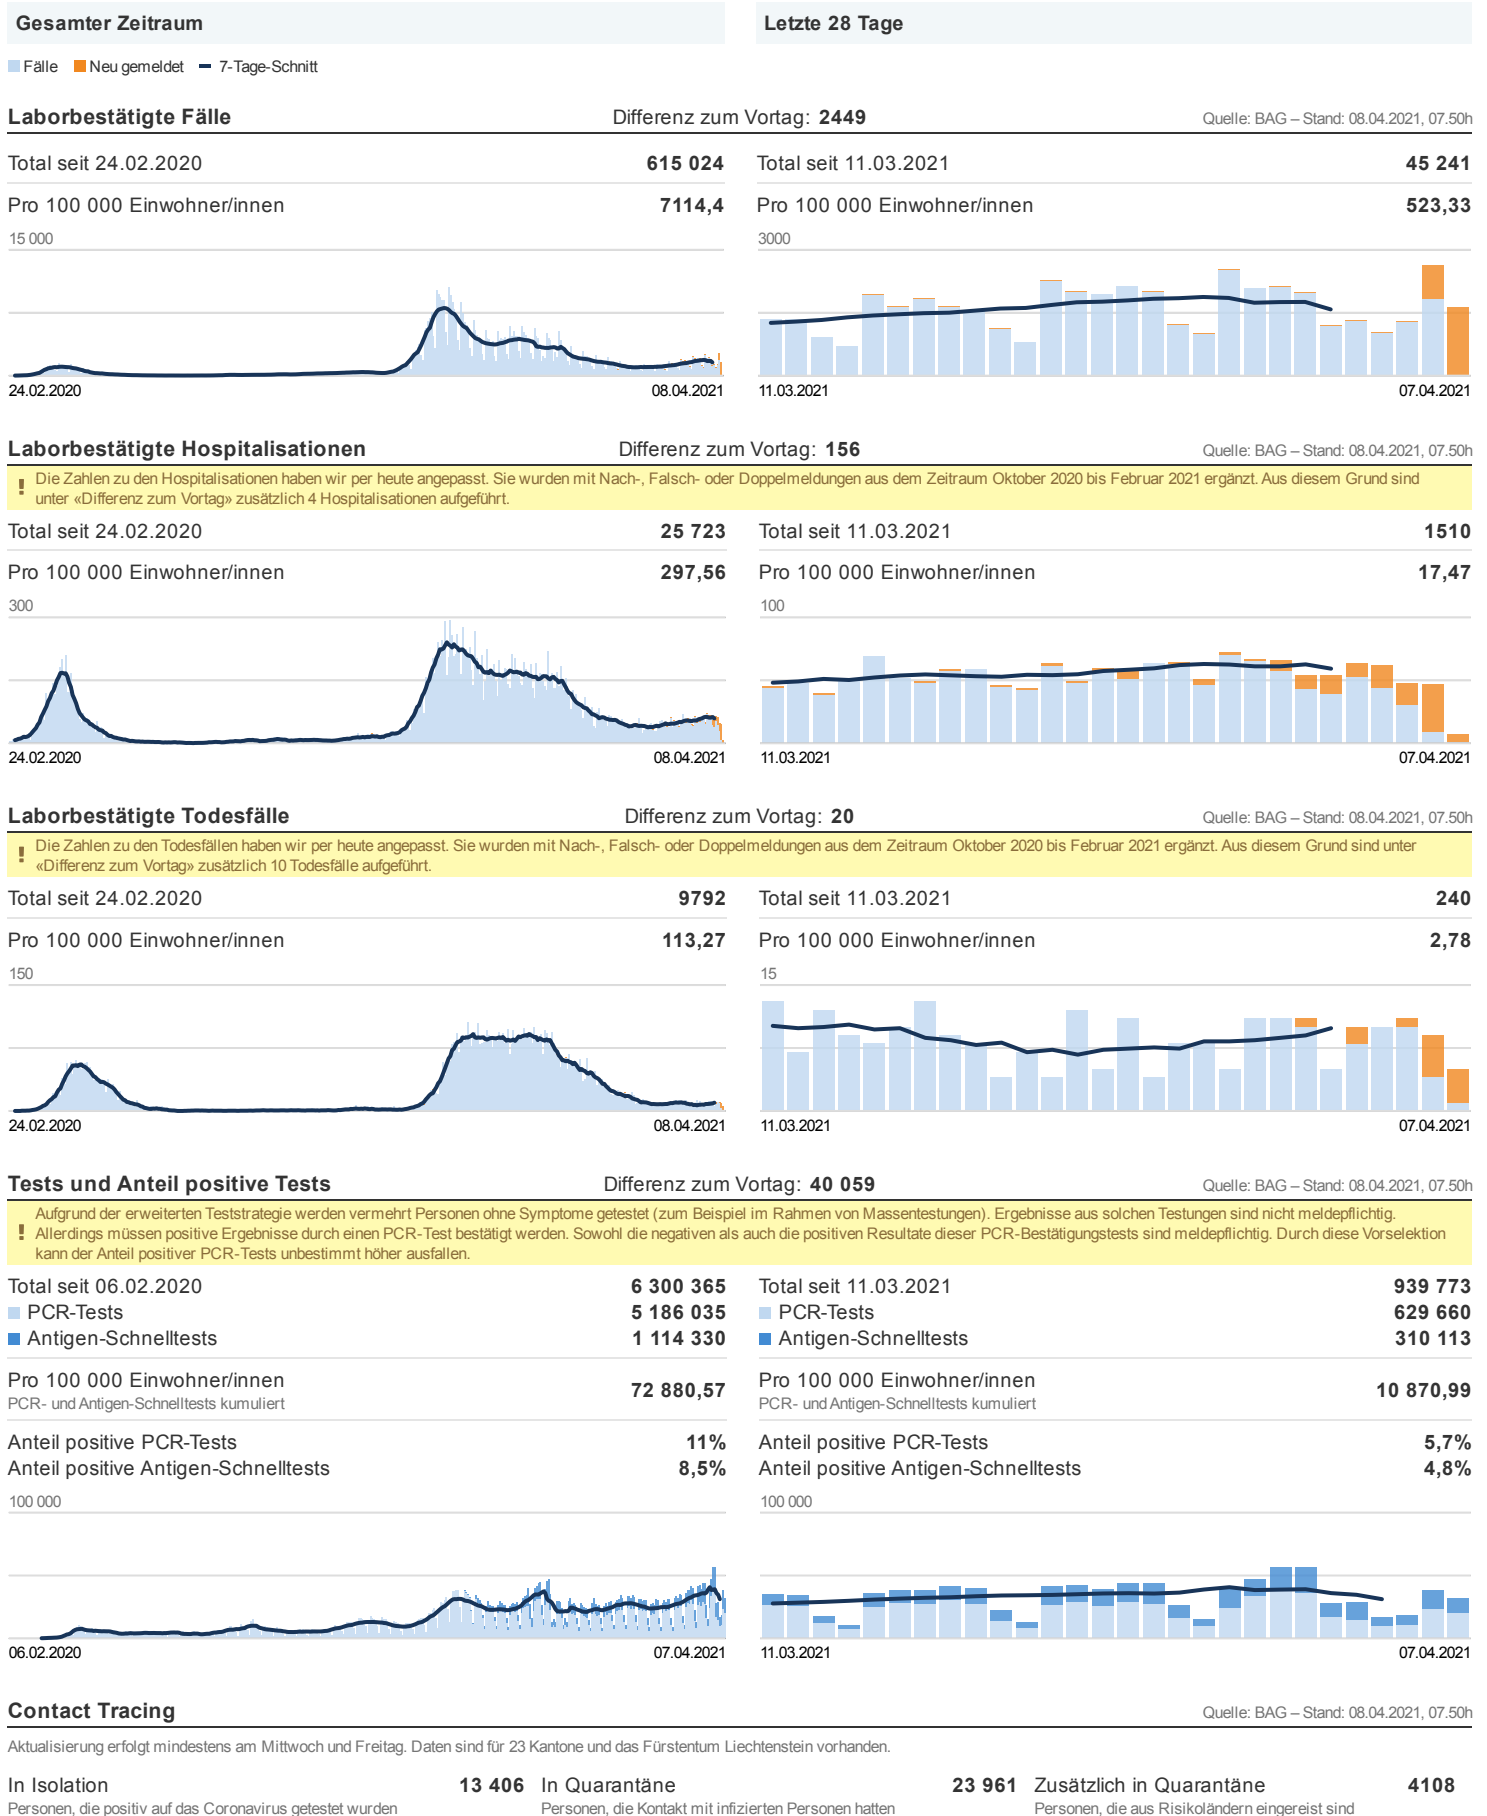 Gesamter Zeitraum
Letzte 28 Tage
Fälle Neu gemeldet 7-Tage-Schnitt
Laborbestätigte Fälle Differenz zum Vortag: 2449 Quelle: BAG – Stand: 08.04.2021, 07.50h
Total seit 24.02.2020 615 024
Total seit 11.03.2021 45 241
Pro 100 000 Einwohner/innen 7114,4
Pro 100 000 Einwohner/innen 523,33
15 000
3000
24.02.2020 08.04.2021
11.03.2021 07.04.2021
Laborbestätigte Hospitalisationen Differenz zum Vortag: 156 Quelle: BAG – Stand: 08.04.2021, 07.50h
! Die Zahlen zu den Hospitalisationen haben wir per heute angepasst. Sie wurden mit Nach-, Falsch- oder Doppelmeldungen aus dem Zeitraum Oktober 2020 bis Februar 2021 ergänzt. Aus diesem Grund sind
unter «Differenz zum Vortag» zusätzlich 4 Hospitalisationen aufgeführt.
Total seit 24.02.2020 25 723
Total seit 11.03.2021 1510
Pro 100 000 Einwohner/innen 297,56
Pro 100 000 Einwohner/innen 17,47
300
100
24.02.2020 08.04.2021
11.03.2021 07.04.2021
Laborbestätigte Todesfälle Differenz zum Vortag: 20 Quelle: BAG – Stand: 08.04.2021, 07.50h
! Die Zahlen zu den Todesfällen haben wir per heute angepasst. Sie wurden mit Nach-, Falsch- oder Doppelmeldungen aus dem Zeitraum Oktober 2020 bis Februar 2021 ergänzt. Aus diesem Grund sind unter
«Differenz zum Vortag» zusätzlich 10 Todesfälle aufgeführt.
Total seit 24.02.2020 9792
Total seit 11.03.2021 240
Pro 100 000 Einwohner/innen 113,27
Pro 100 000 Einwohner/innen 2,78
150
15
24.02.2020 08.04.2021
11.03.2021 07.04.2021
Tests und Anteil positive Tests Differenz zum Vortag: 40 059 Quelle: BAG – Stand: 08.04.2021, 07.50h
Aufgrund der erweiterten Teststrategie werden vermehrt Personen ohne Symptome getestet (zum Beispiel im Rahmen von Massentestungen). Ergebnisse aus solchen Testungen sind nicht meldepflichtig.
! Allerdings müssen positive Ergebnisse durch einen PCR-Test bestätigt werden. Sowohl die negativen als auch die positiven Resultate dieser PCR-Bestätigungstests sind meldepflichtig. Durch diese Vorselektion
kann der Anteil positiver PCR-Tests unbestimmt höher ausfallen.
Total seit 06.02.2020 6 300 365
PCR-Tests 5 186 035
Antigen-Schnelltests 1 114 330
Total seit 11.03.2021 939 773
PCR-Tests 629 660
Antigen-Schnelltests 310 113
Pro 100 000 Einwohner/innen 72 880,57
PCR- und Antigen-Schnelltests kumuliert
Pro 100 000 Einwohner/innen 10 870,99
PCR- und Antigen-Schnelltests kumuliert
Anteil positive PCR-Tests 11%
Anteil positive Antigen-Schnelltests 8,5%
Anteil positive PCR-Tests 5,7%
Anteil positive Antigen-Schnelltests 4,8%
100 000
100 000
06.02.2020 07.04.2021
11.03.2021 07.04.2021
Contact Tracing Quelle: BAG – Stand: 08.04.2021, 07.50h
Aktualisierung erfolgt mindestens am Mittwoch und Freitag. Daten sind für 23 Kantone und das Fürstentum Liechtenstein vorhanden.
In Isolation 13 406
Personen, die positiv auf das Coronavirus getestet wurden
In Quarantäne 23 961
Personen, die Kontakt mit infizierten Personen hatten
Zusätzlich in Quarantäne 4108
Personen, die aus Risikoländern eingereist sind